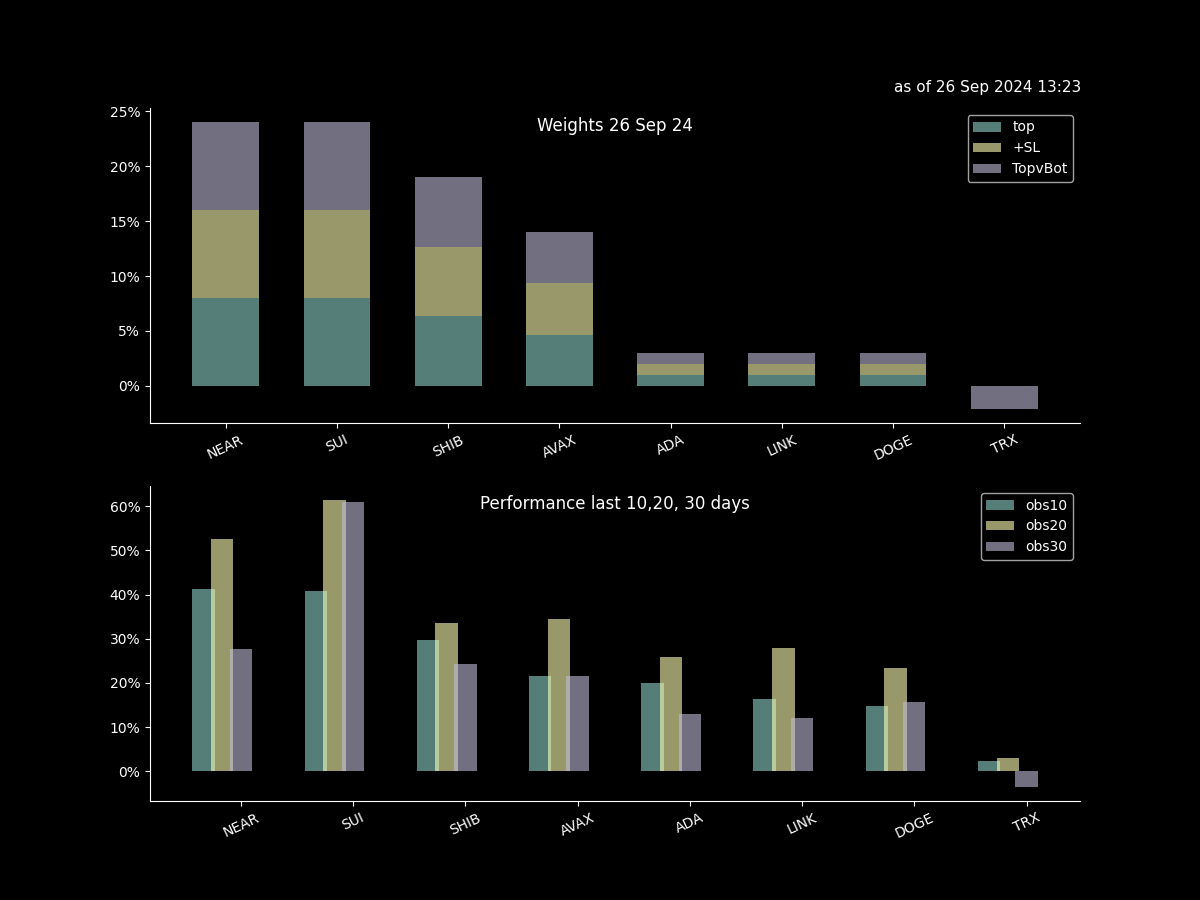 as of 26 Sep 2024 13:23
Weights 26 Sep 24
25%
20%
15%
10%
5%
0%
top
+SL
TopvBot
NEAR
SUI
SHIB
AVAX
ADA
LINK
DOGE
TRX
Performance last 10,20, 30 days
60%
50%
40%
30%
20%
10%
0%
obs10
obs20
obs30
NEAR
SUI
SHIB
AVAX
ADA
LINK
DOGE
TRX